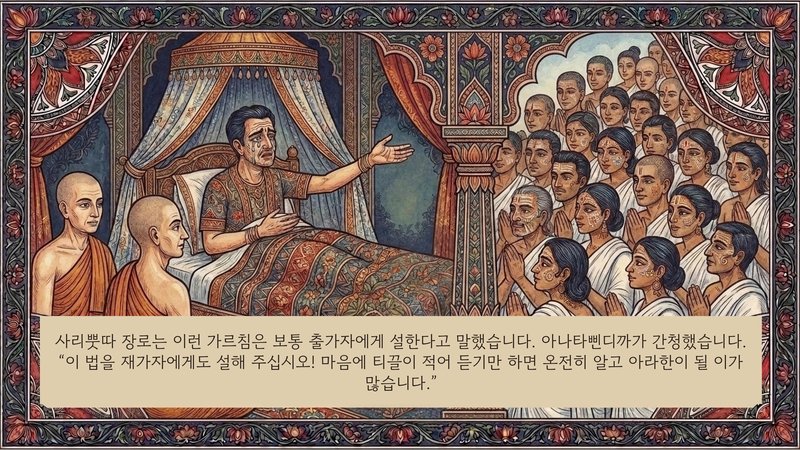 사리뿟따 장로는 이런 가르침은 보통 출가자에게 설한다고 말했습니다. 아나타삔디까가 간청했습니다.
“이 법을 재가자에게도 설해 주십시오! 마음에 티끌이 적어 듣기만 하면 온전히 알고 아라한이 될 이가
많습니다.”